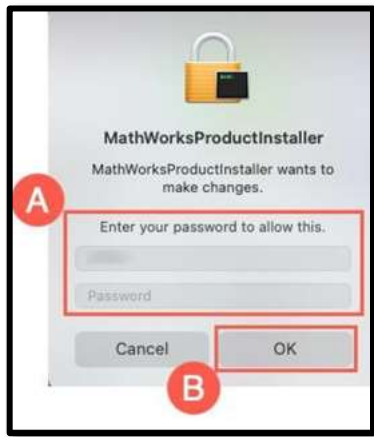 MathWorksProductInstaller
MathWorksProductInstaller wants to
make changes.
A
Enter your password to allow this.
Password
Cancel
OK
B